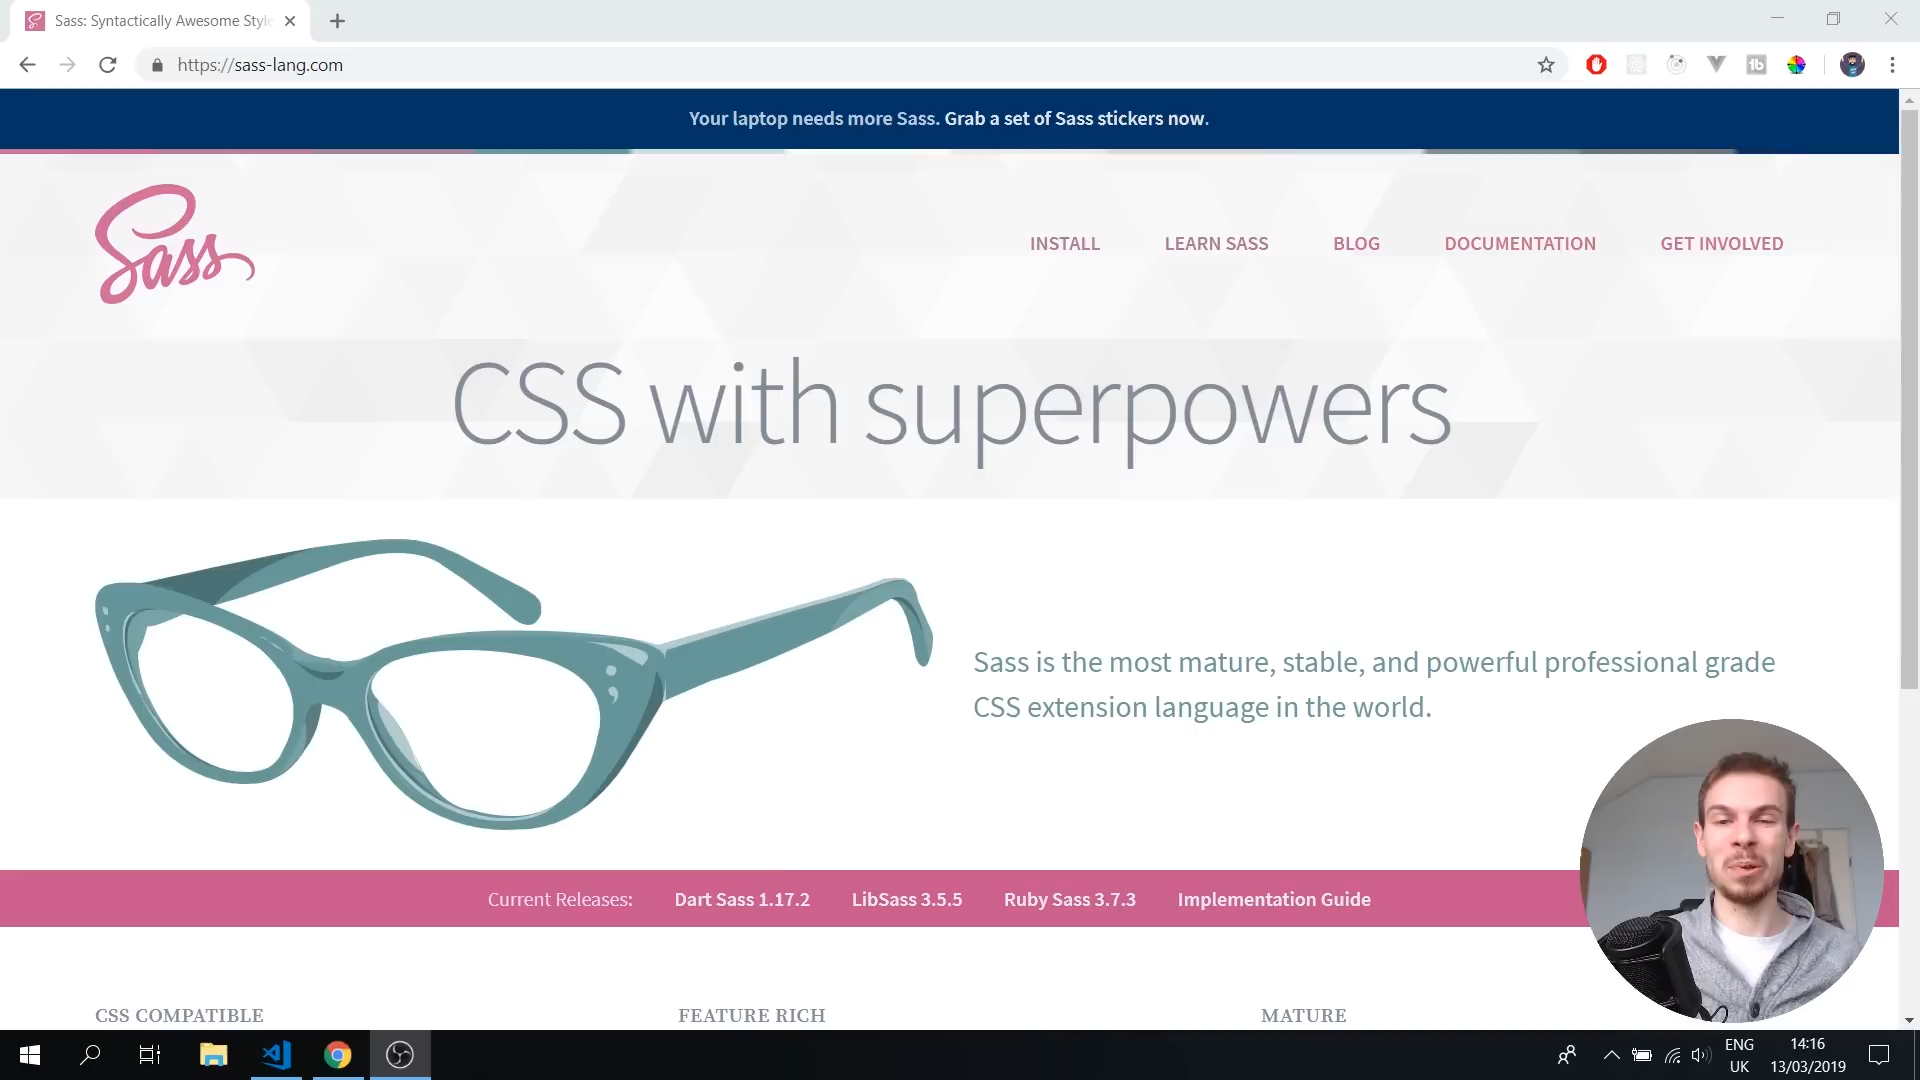 Sass: Syntactically Awesome Style
https://sass-lang.com
Your laptop needs more Sass. Grab a set of Sass stickers now.
Sass
INSTALL
LEARN SASS
BLOG
DOCUMENTATION
GET INVOLVED
CSS with superpowers
Sass is the most mature, stable, and powerful professional grade
CSS extension language in the world.
Current Releases:
Dart Sass 1.17.2
LibSass 3.5.5
Ruby Sass 3.7.3
Implementation Guide
CSS COMPATIBLE
FEATURE RICH
MATURE
ENG
UK
14:16
13/03/2019